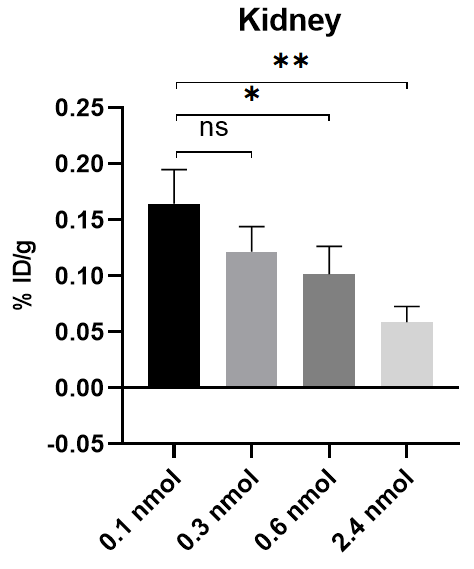 Kidney
**
*
ns
% ID/g
0.25
0.20
0.15
0.10
0.05
0.00
-0.05
0.1 nmol
0.3 nmol
0.6 nmol
2.4 nmol